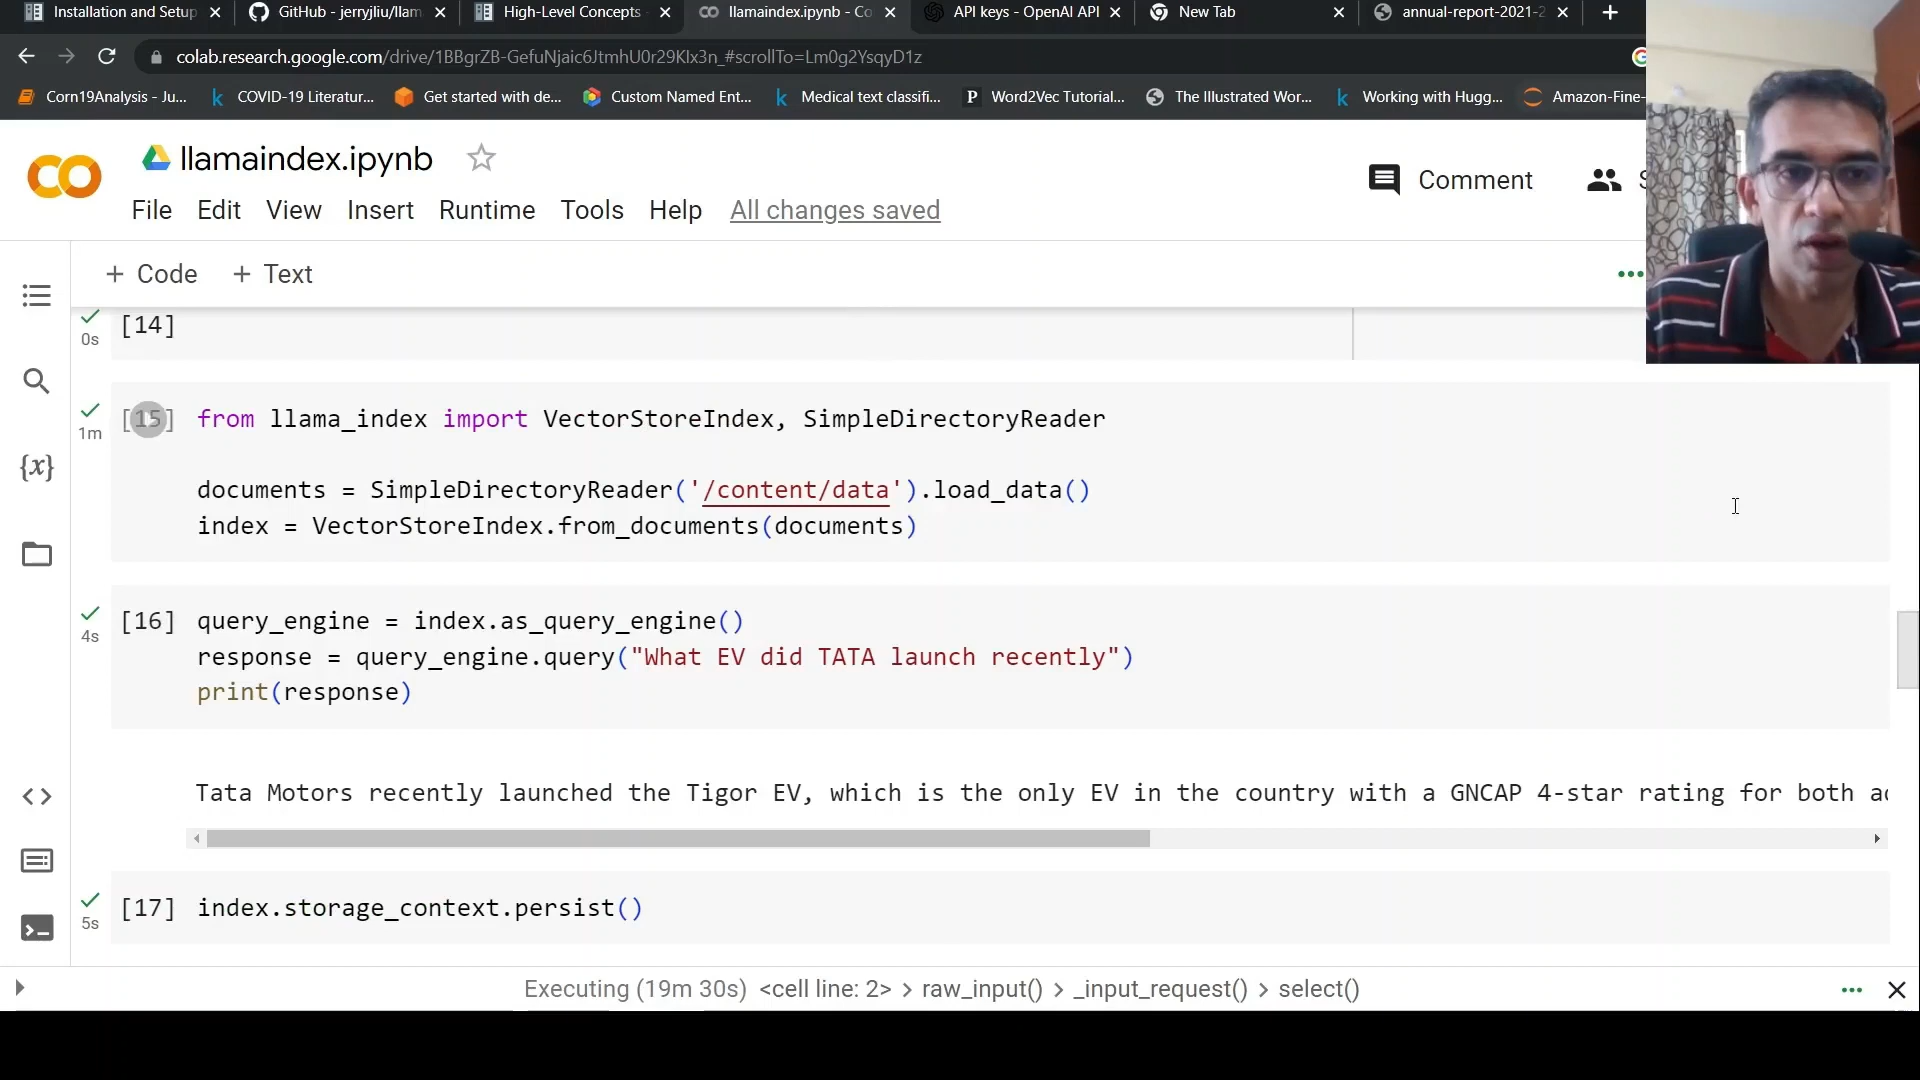 Installation and Setup
GitHub - jerryjliu/llam
High-Level Concepts
llamaindex.ipynb - Co
API keys - OpenAI API
New Tab
annual-report-2021-2
colab.research.google.com/drive/1BBgrZB-GefuNjaic6JtmhU0r29Klx3n_#scrollTo=Lm0g2YsqyD1z
Corn19Analysis - Ju...
COVID-19 Literatur...
Get started with de...
Custom Named Ent...
Medical text classifi...
Word2Vec Tutorial...
The Illustrated Wor...
Working with Hugg...
Amazon-Fine-
llamaindex.ipynb
Comment
S
File Edit View Insert Runtime Tools Help All changes saved
+ Code + Text
[14]
0s
[15] from llama_index import VectorStoreIndex, SimpleDirectoryReader
1m
documents = SimpleDirectoryReader('/content/data').load_data()
index = VectorStoreIndex.from_documents(documents)
[16] query_engine = index.as_query_engine()
4s
response = query_engine.query("What EV did TATA launch recently")
print(response)
Tata Motors recently launched the Tigor EV, which is the only EV in the country with a GNCAP 4-star rating for both
[17] index.storage_context.persist()
5s
Executing (19m 30s) <cell line: 2> > raw_input() > _input_request() > select()